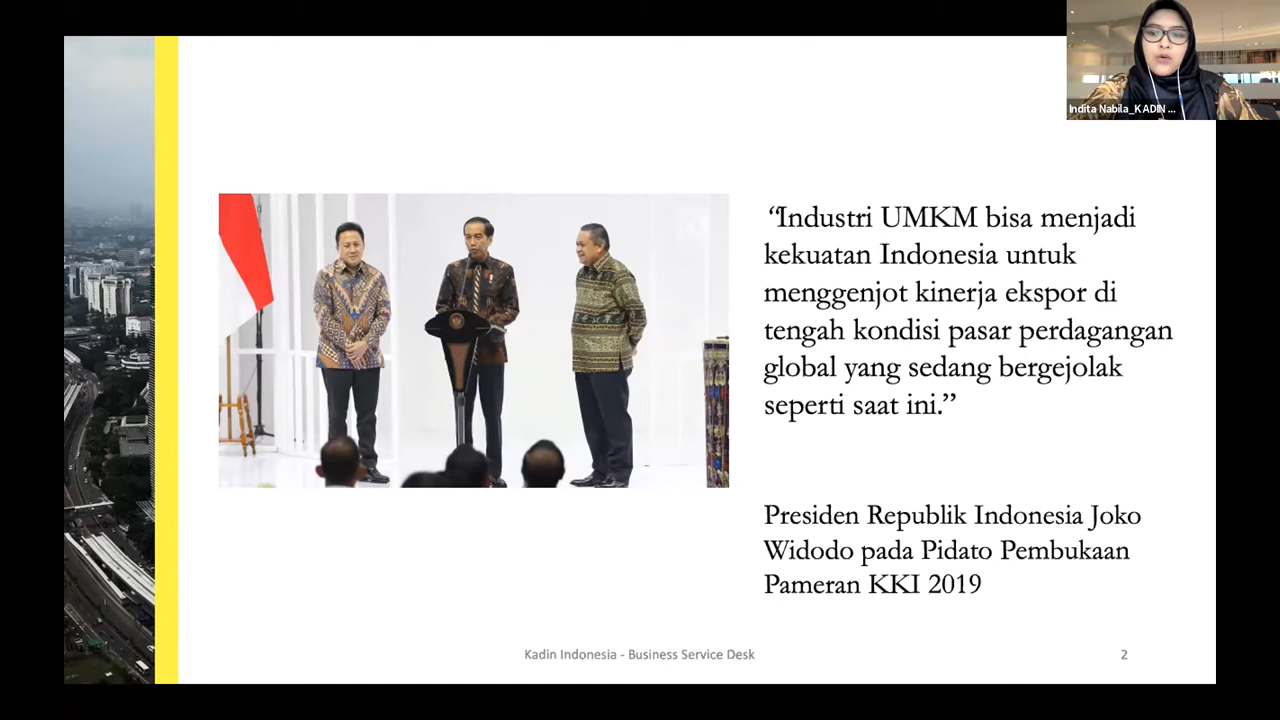 Indita Nabila_KADIN ...
“Industri UMKM bisa menjadi
kekuatan Indonesia untuk
menggenjot kinerja ekspor di
tengah kondisi pasar perdagangan
global yang sedang bergejolak
seperti saat ini.”
Presiden Republik Indonesia Joko
Widodo pada Pidato Pembukaan
Pameran KKI 2019
Kadin Indonesia - Business Service Desk
2